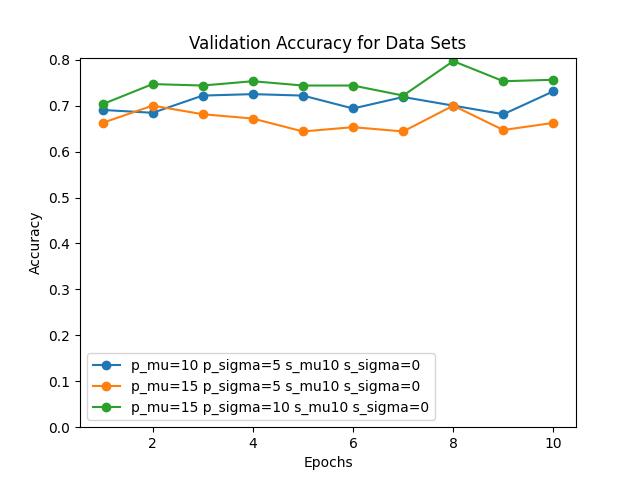 Validation Accuracy for Data Sets
0.8
0.7
0.6
0.5
0.4
0.3
0.2
0.1
0.0
Accuracy
p_mu=10 p_sigma=5 s_mu10 s_sigma=0
p_mu=15 p_sigma=5 s_mu10 s_sigma=0
p_mu=15 p_sigma=10 s_mu10 s_sigma=0
2 4 6 8 10
Epochs